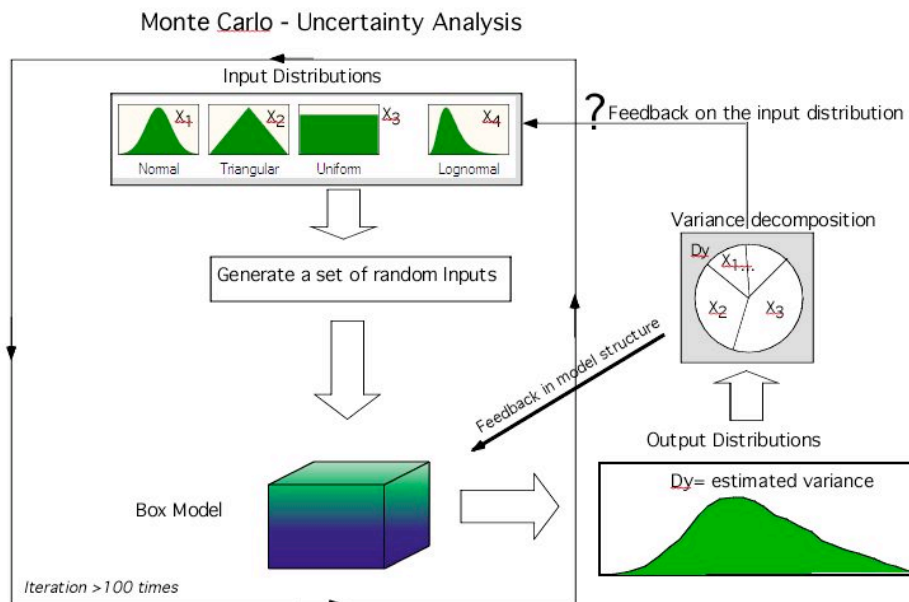 Monte Carlo - Uncertainty Analysis
Input Distributions
X1 X2 X3 X4
Normal Triangular Uniform Lognormal
? Feedback on the input distribution
Generate a set of random Inputs
Variance decomposition
Dy
X1...
X2 X3
Feedback in model structure
Output Distributions
Dy= estimated variance
Box Model
Iteration >100 times